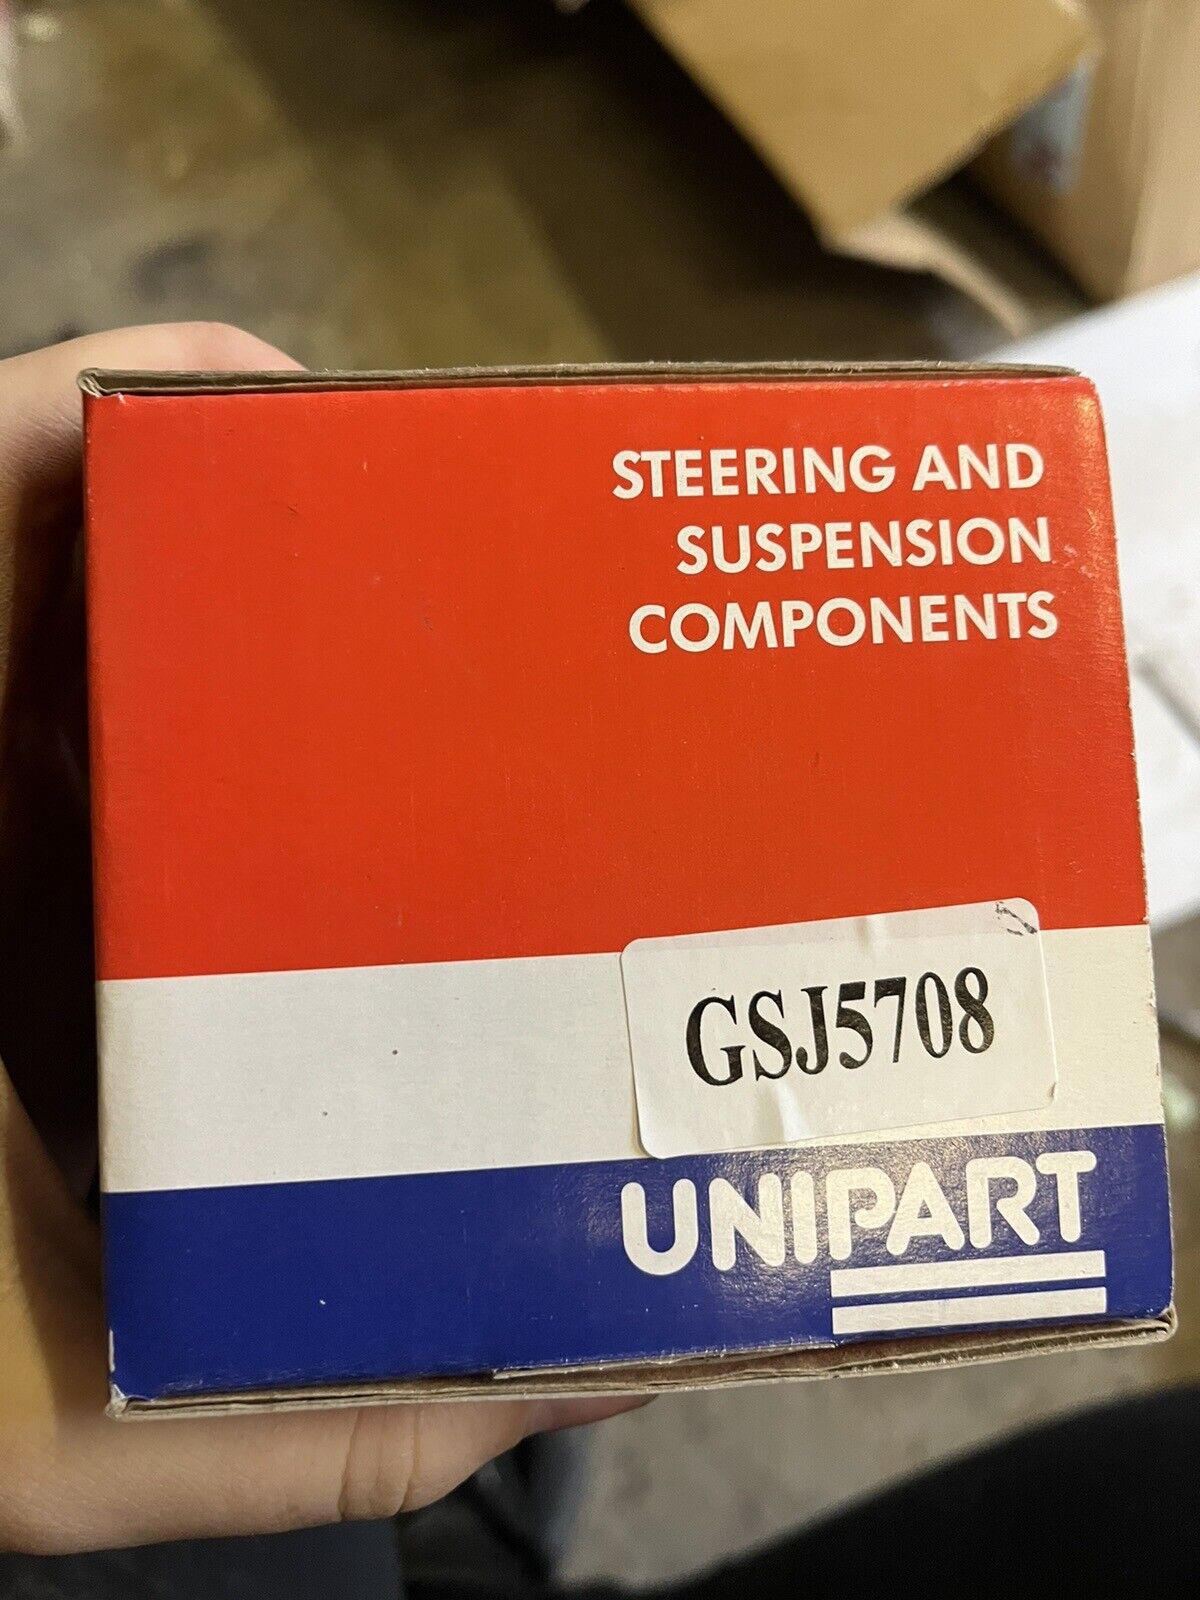 STEERING AND
SUSPENSION
COMPONENTS
GSJ5708
UNIPART